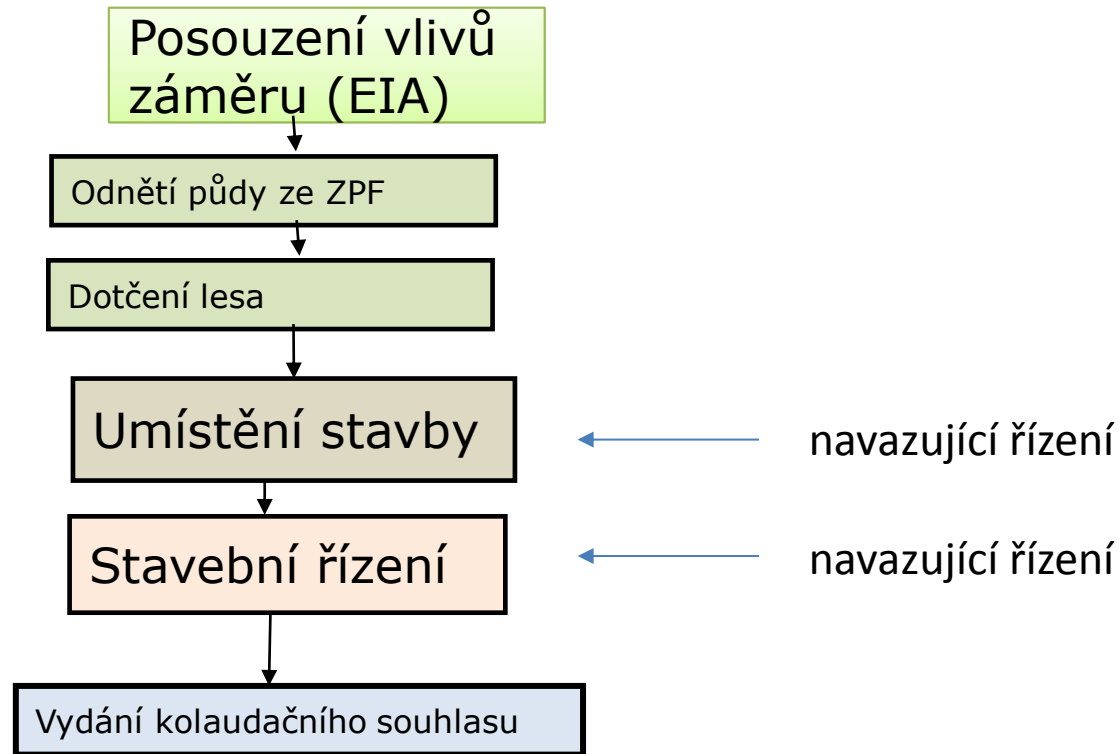 Posouzení vlivů
záměru (EIA)
Odnětí půdy ze ZPF
Dotčení lesa
Umístění stavby
navazující řízení
Stavební řízení
navazující řízení
Vydání kolaudačního souhlasu